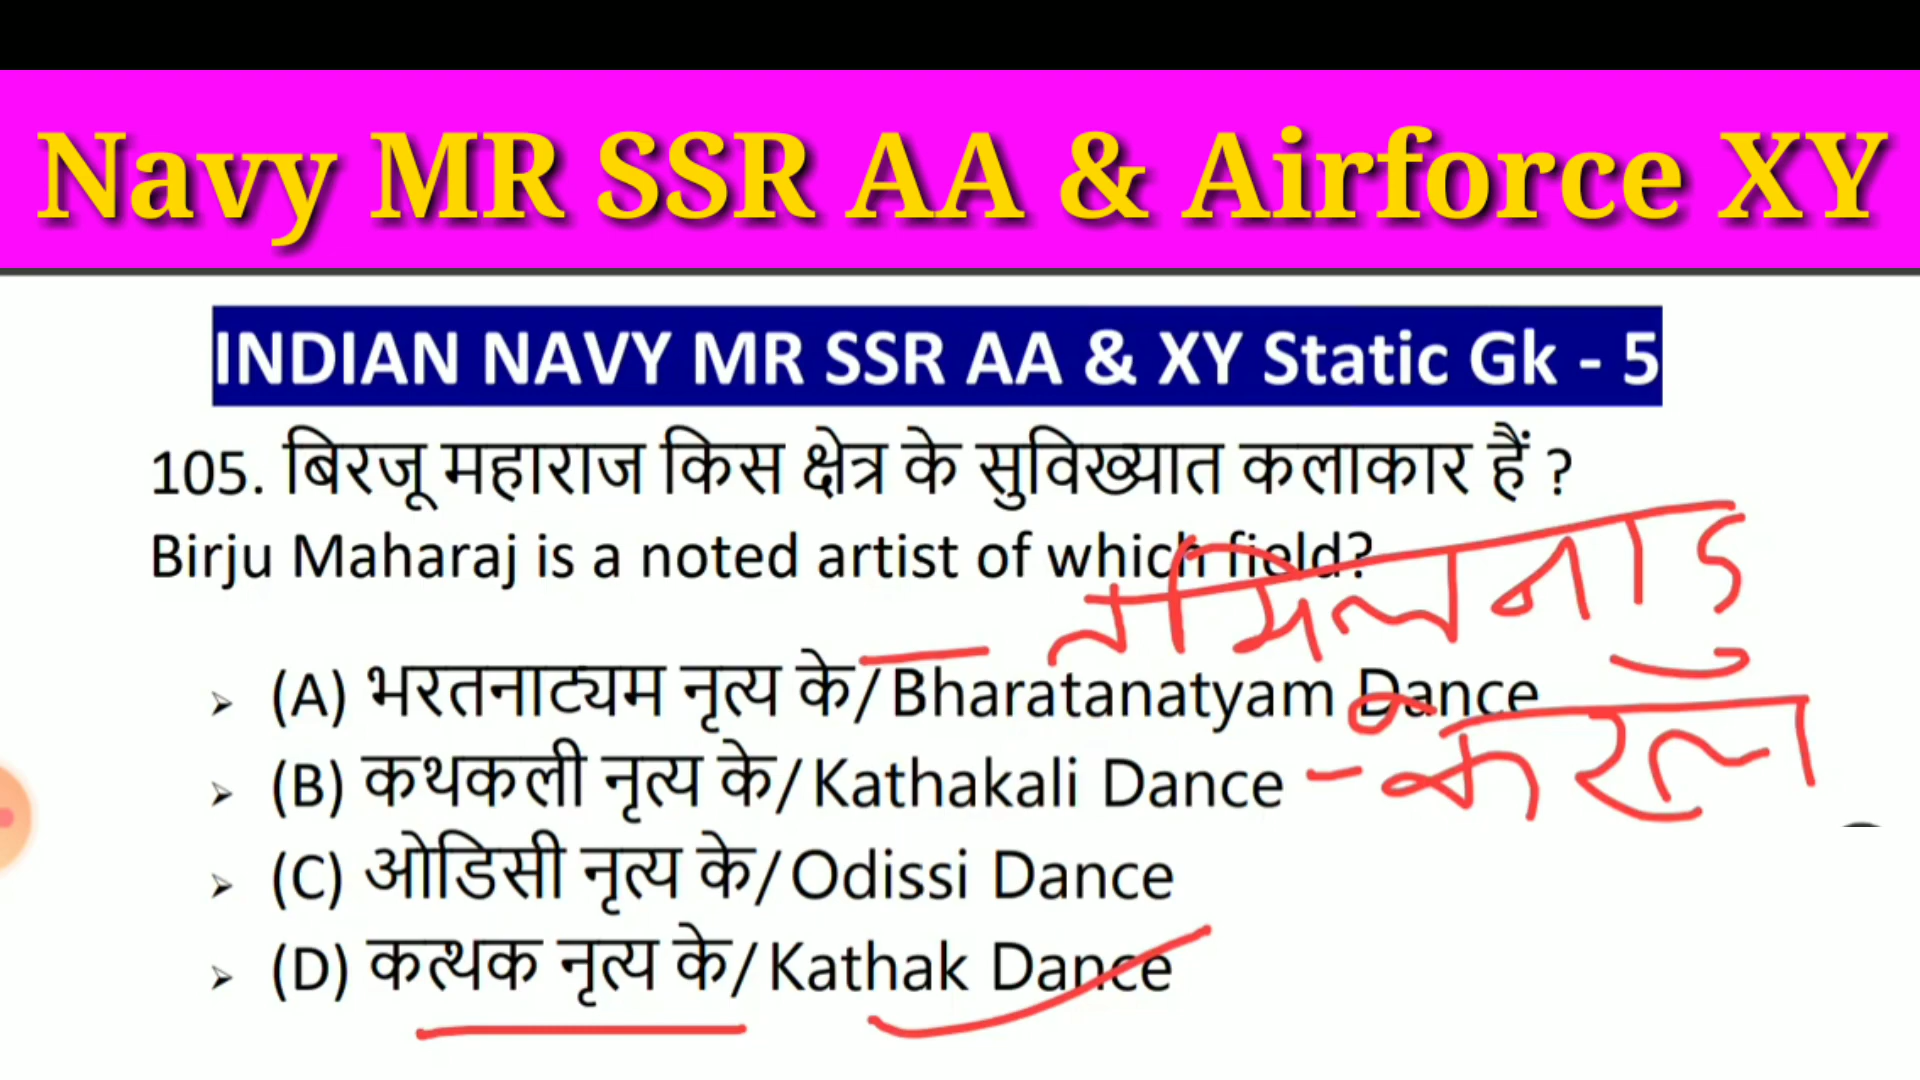 Navy MR SSR AA & Airforce XY
INDIAN NAVY MR SSR AA & XY Static Gk - 5
105. बिरजू महाराज किस क्षेत्र के सुविख्यात कलाकार हैं ?
Birju Maharaj is a noted artist of which field?
तमिलनाडु
(A) भरतनाट्यम नृत्य के/Bharatanatyam Dance
(B) कथकली नृत्य के/Kathakali Dance - केरल
(C) ओडिसी नृत्य के/Odissi Dance
(D) कत्थक नृत्य के/Kathak Dance